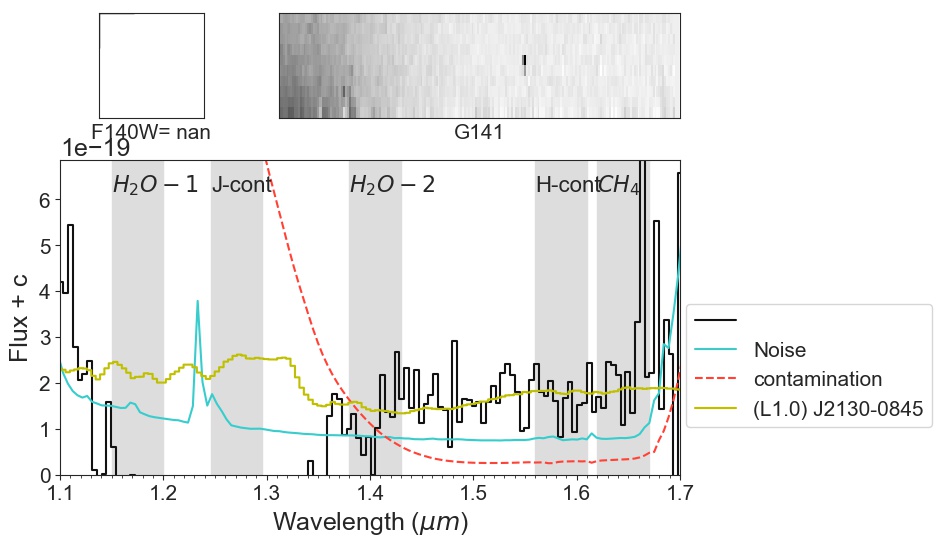 F140W= nan
G141
1e−19
H₂O − 1
J-cont
H₂O − 2
H-cont
CH₄
6
5
4
3
2
1
0
Flux + c
1.1
1.2
1.3
1.4
1.5
1.6
1.7
Wavelength (μm)
Noise
contamination
(L1.0) J2130-0845